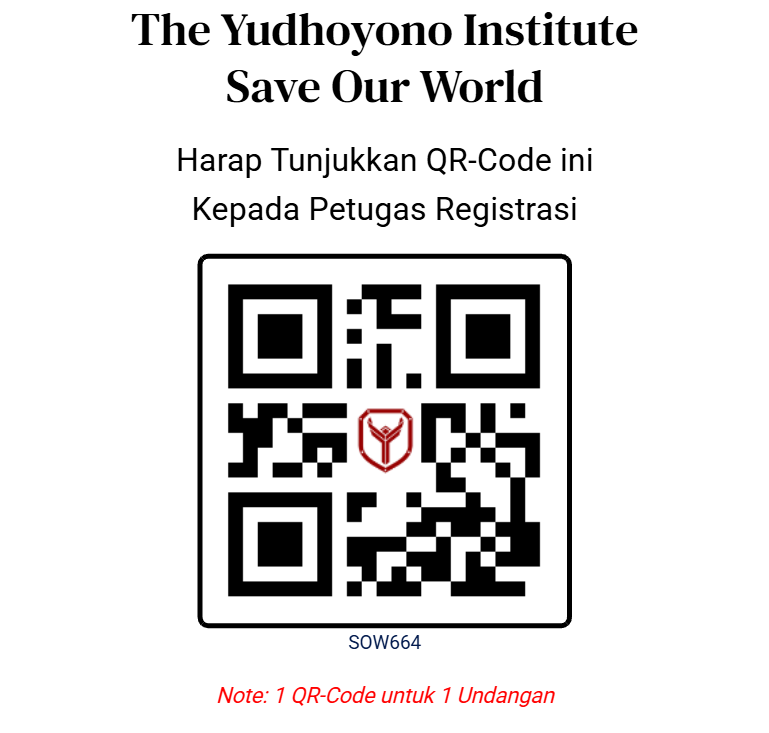 The Yudhoyono Institute
Save Our World
Harap Tunjukkan QR-Code ini
Kepada Petugas Registrasi
SOW664
Note: 1 QR-Code untuk 1 Undangan